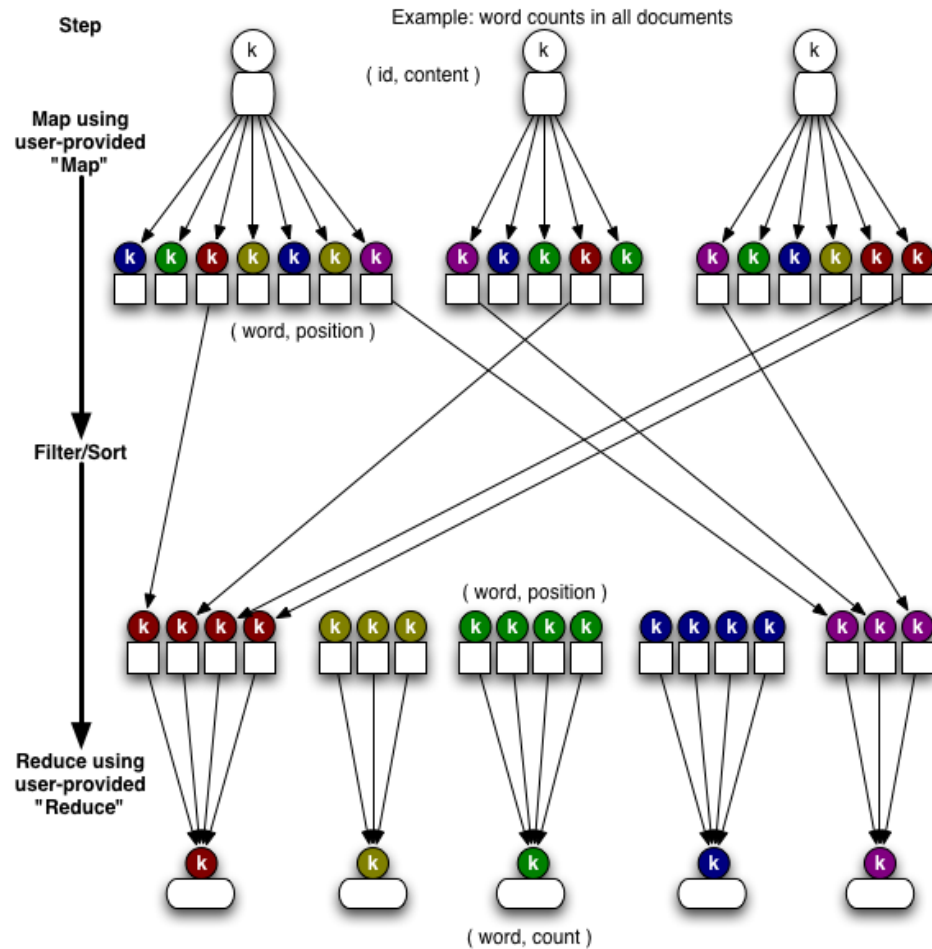 Step
Example: word counts in all documents
k k k
( id, content )
Map using
user-provided
"Map"
k k k k k k k k k k k k k k k k k k
( word, position )
Filter/Sort
( word, position )
k k k k k k k k k k k k k k k k k k
Reduce using
user-provided
"Reduce"
k k k k k
( word, count )